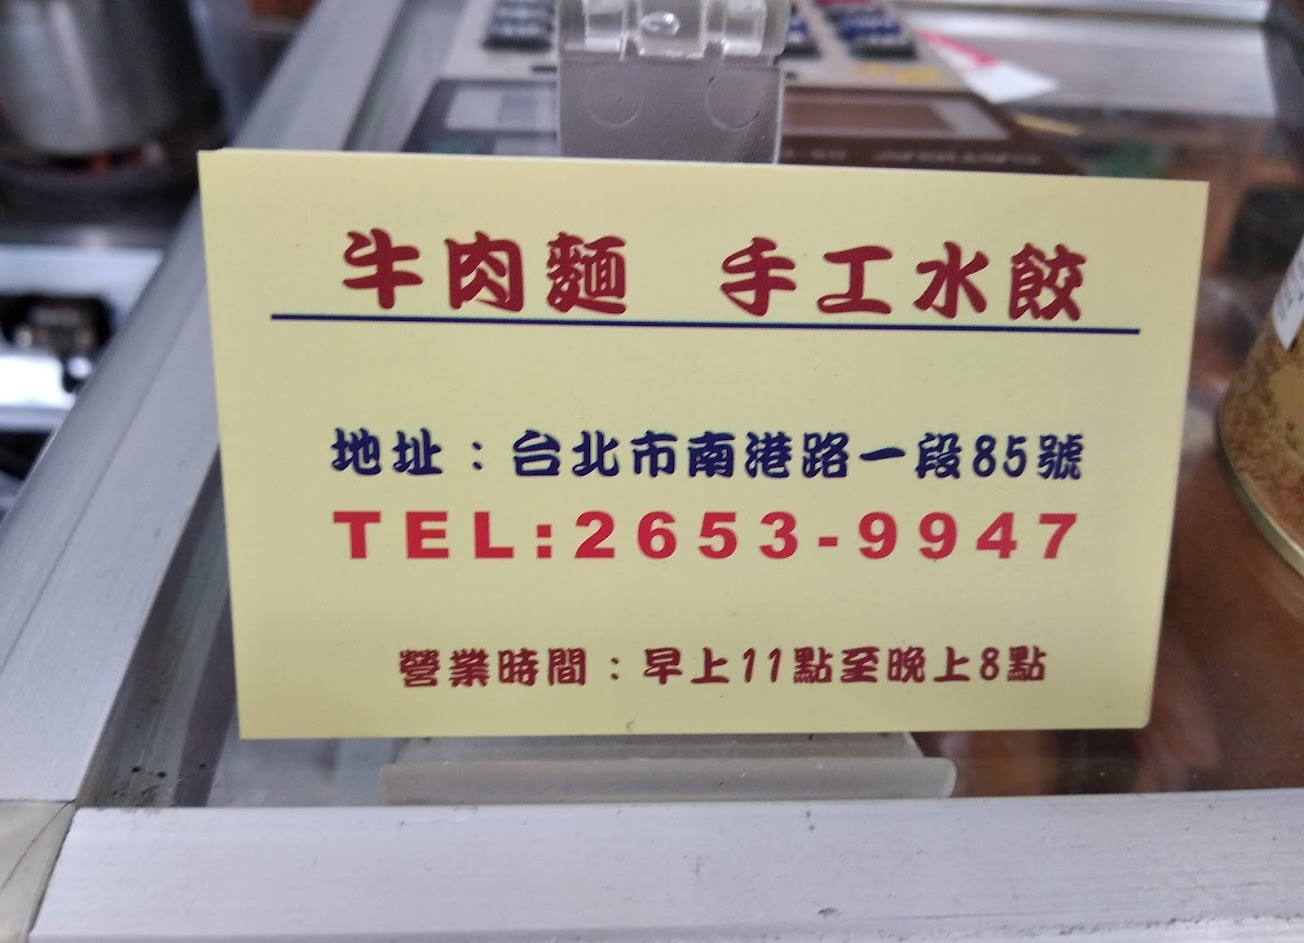 牛肉麵 手工水餃
地址：台北市南港路一段85號
TEL:2653-9947
營業時間：早上11點至晚上8點